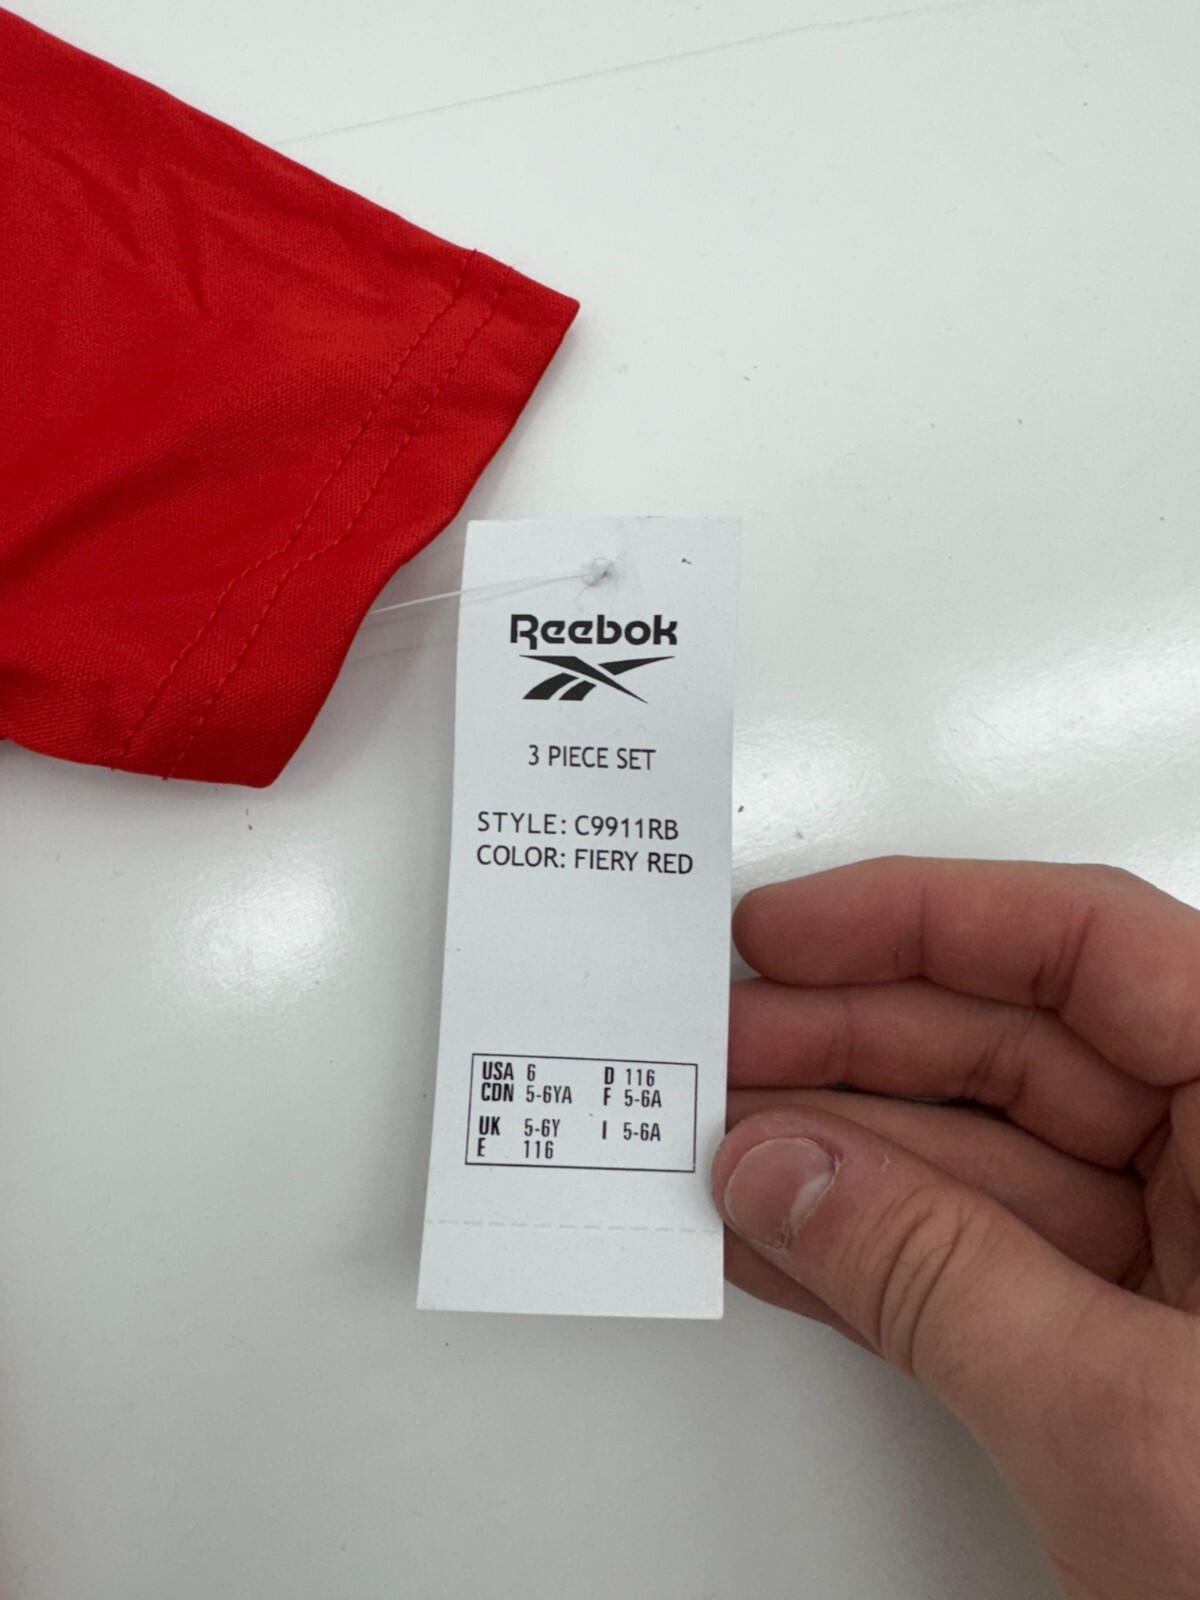 Reebok
3 PIECE SET
STYLE: C9911RB
COLOR: FIERY RED
USA 6 D 116
CDN 5-6YA F 5-6A
UK 5-6Y I 5-6A
E 116